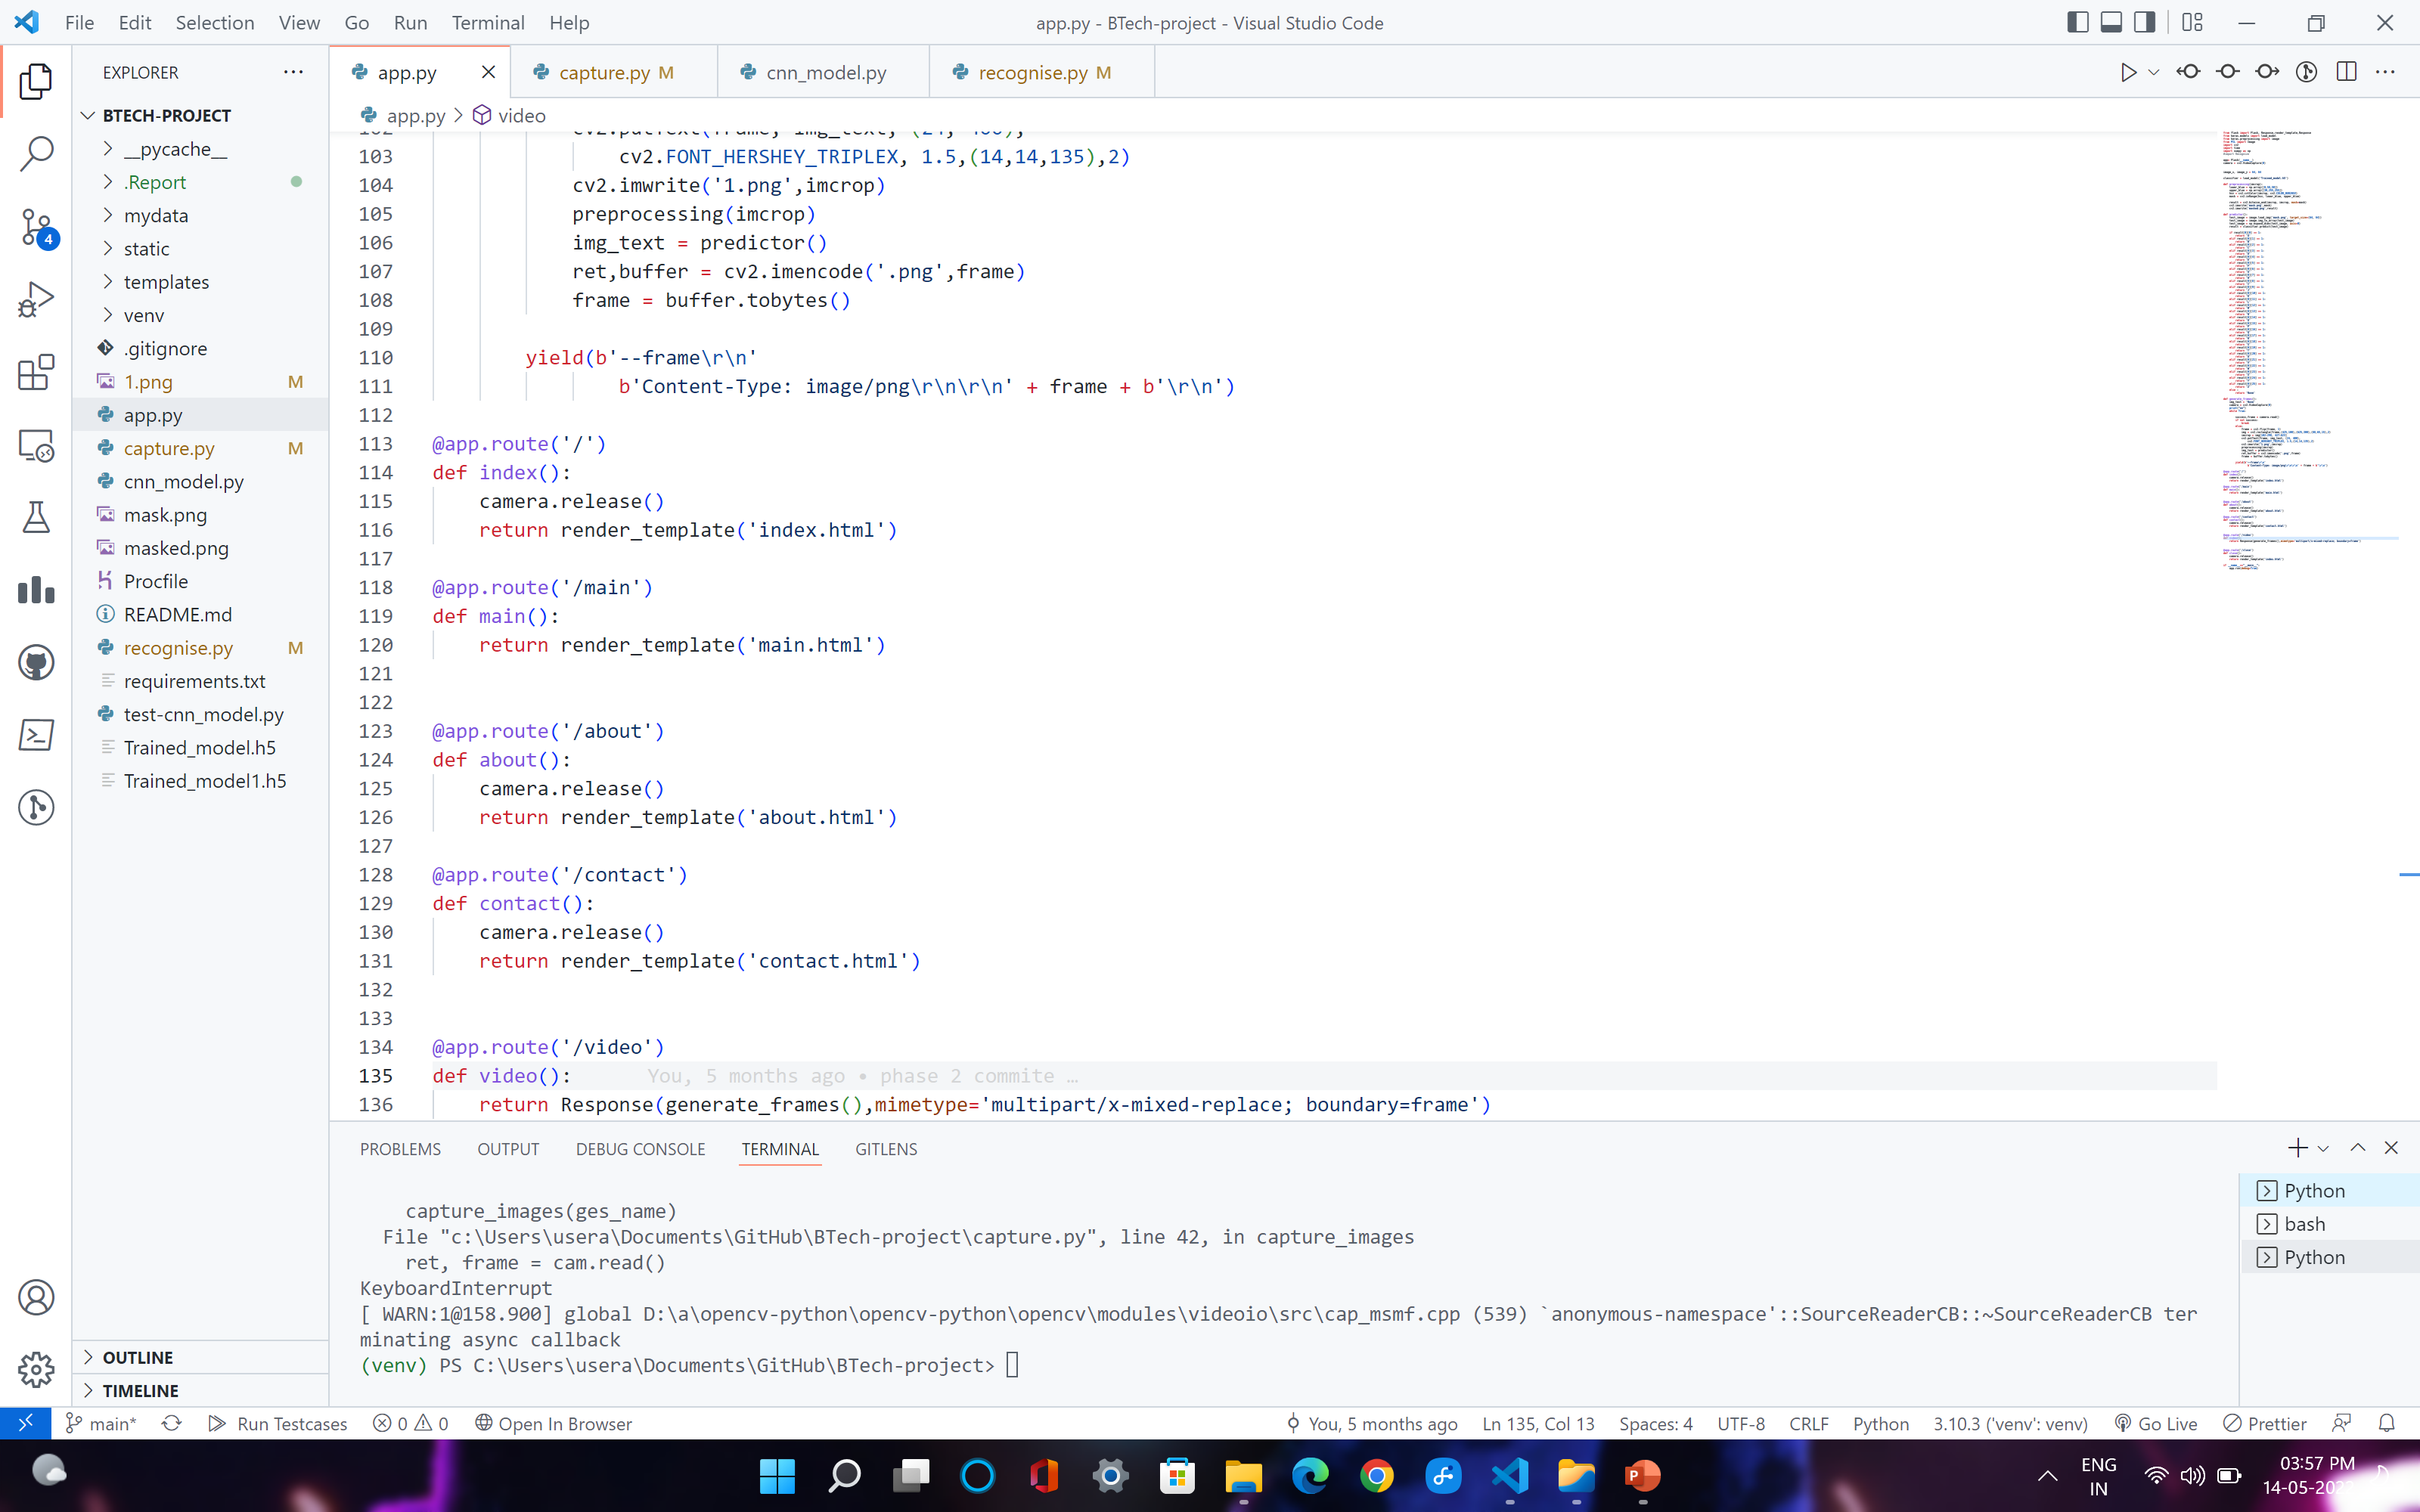 File Edit Selection View Go Run Terminal Help
app.py - BTech-project - Visual Studio Code
EXPLORER
BTECH-PROJECT
__pycache__
.Report
mydata
static
templates
venv
.gitignore
1.png M
app.py
capture.py M
cnn_model.py
mask.png
masked.png
Procfile
README.md
recognise.py M
requirements.txt
test-cnn_model.py
Trained_model.h5
Trained_model1.h5
OUTLINE
TIMELINE
4
app.py
capture.py M
cnn_model.py
recognise.py M
app.py > video
103 cv2.FONT_HERSHEY_TRIPLEX, 1.5,(14,14,135),2)
104 cv2.imwrite('1.png',imcrop)
105 preprocessing(imcrop)
106 img_text = predictor()
107 ret,buffer = cv2.imencode('.png',frame)
108 frame = buffer.tobytes()
109
110 yield(b'--frame\r\n'
111 b'Content-Type: image/png\r\n\r\n' + frame + b'\r\n')
112
113 @app.route('/')
114 def index():
115 camera.release()
116 return render_template('index.html')
117
118 @app.route('/main')
119 def main():
120 return render_template('main.html')
121
122
123 @app.route('/about')
124 def about():
125 camera.release()
126 return render_template('about.html')
127
128 @app.route('/contact')
129 def contact():
130 camera.release()
131 return render_template('contact.html')
132
133
134 @app.route('/video')
135 def video(): You, 5 months ago • phase 2 commite …
136 return Response(generate_frames(),mimetype='multipart/x-mixed-replace; boundary=frame')
PROBLEMS OUTPUT DEBUG CONSOLE TERMINAL GITLENS
capture_images(ges_name)
File "c:\Users\usera\Documents\GitHub\BTech-project\capture.py", line 42, in capture_images
ret, frame = cam.read()
KeyboardInterrupt
[ WARN:1@158.900] global D:\a\opencv-python\opencv-python\opencv\modules\videoio\src\cap_msmf.cpp (539) `anonymous-namespace'::SourceReaderCB::~SourceReaderCB ter
minating async callback
(venv) PS C:\Users\usera\Documents\GitHub\BTech-project>
Python
bash
Python
main* Run Testcases 0 0 Open In Browser
You, 5 months ago Ln 135, Col 13 Spaces: 4 UTF-8 CRLF Python 3.10.3 ('venv': venv) Go Live Prettier
ENG
IN
03:57 PM